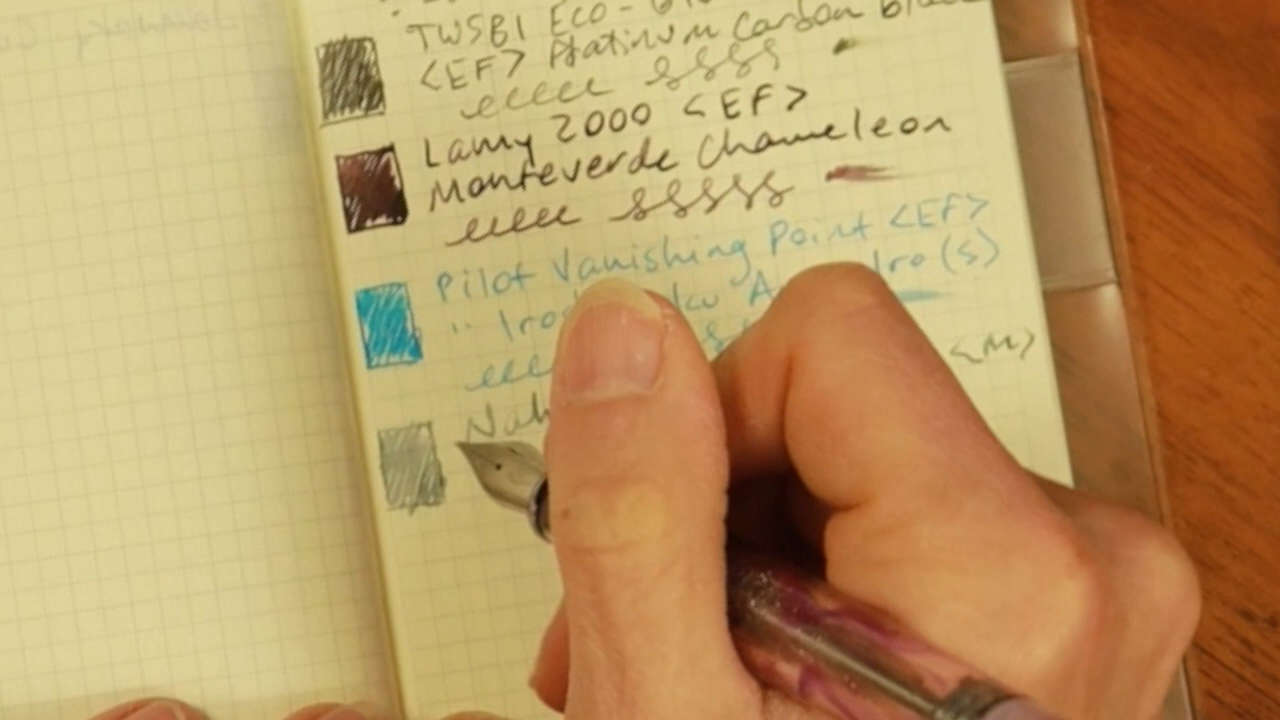 TWSBI Eco -
<EF> Platinum Carbon black
eeeee ssss
Lamy 2000 <EF>
Monteverde Chameleon
eeee sssss
Pilot Vanishing Point <EF>
" (s)
eee
<M>